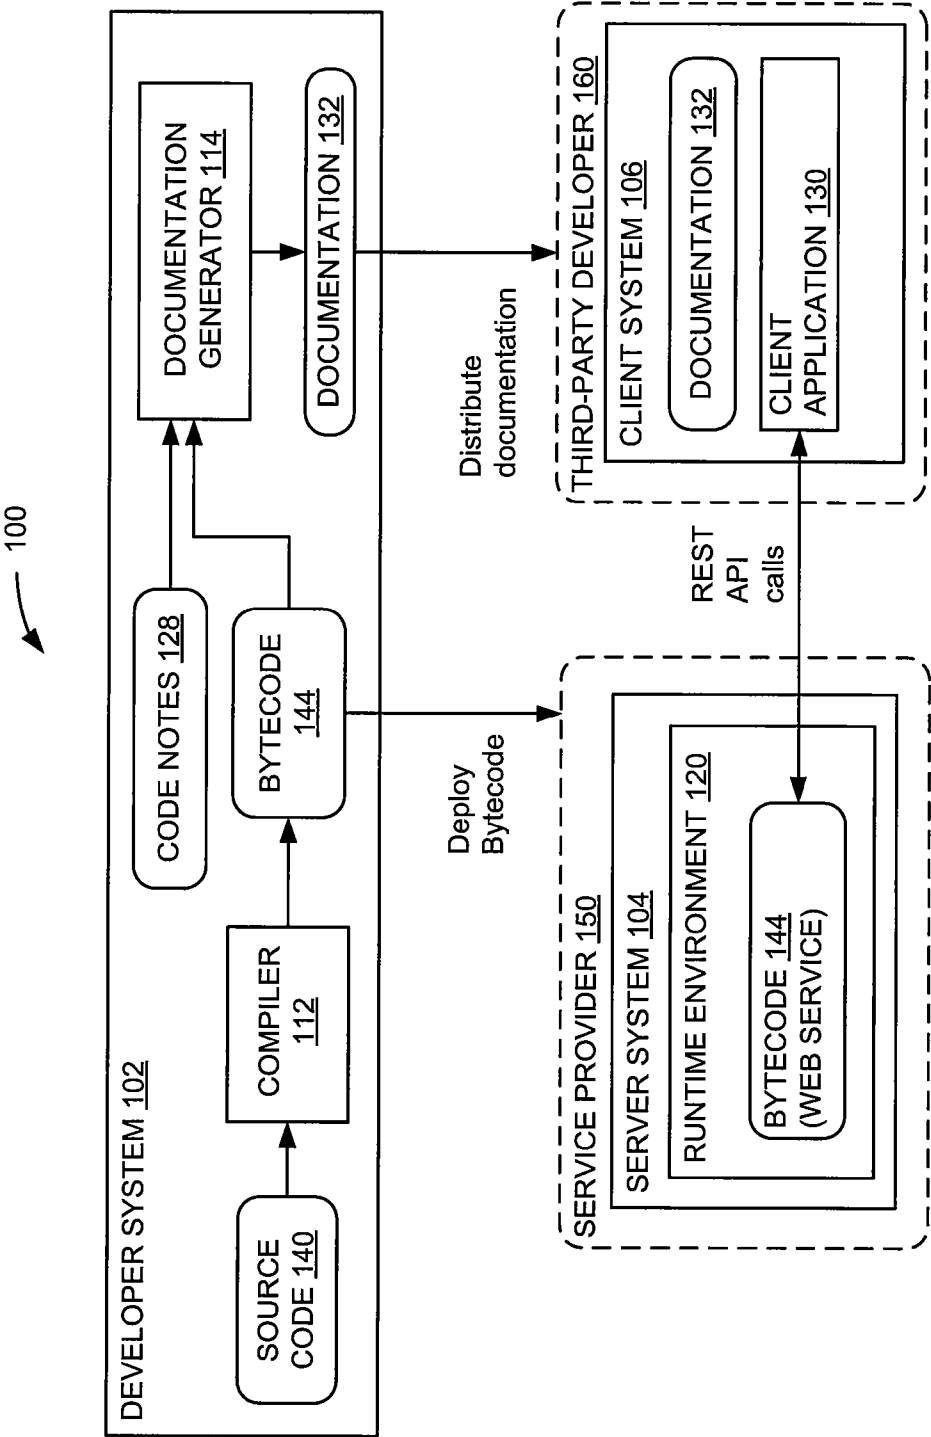 100
DEVELOPER SYSTEM 102
SOURCE
CODE 140
COMPILER
112
CODE NOTES 128
BYTECODE
144
DOCUMENTATION
GENERATOR 114
DOCUMENTATION 132
Deploy
Bytecode
Distribute
documentation
SERVICE PROVIDER 150
SERVER SYSTEM 104
RUNTIME ENVIRONMENT 120
BYTECODE 144
(WEB SERVICE)
REST
API
calls
THIRD-PARTY DEVELOPER 160
CLIENT SYSTEM 106
DOCUMENTATION 132
CLIENT
APPLICATION 130